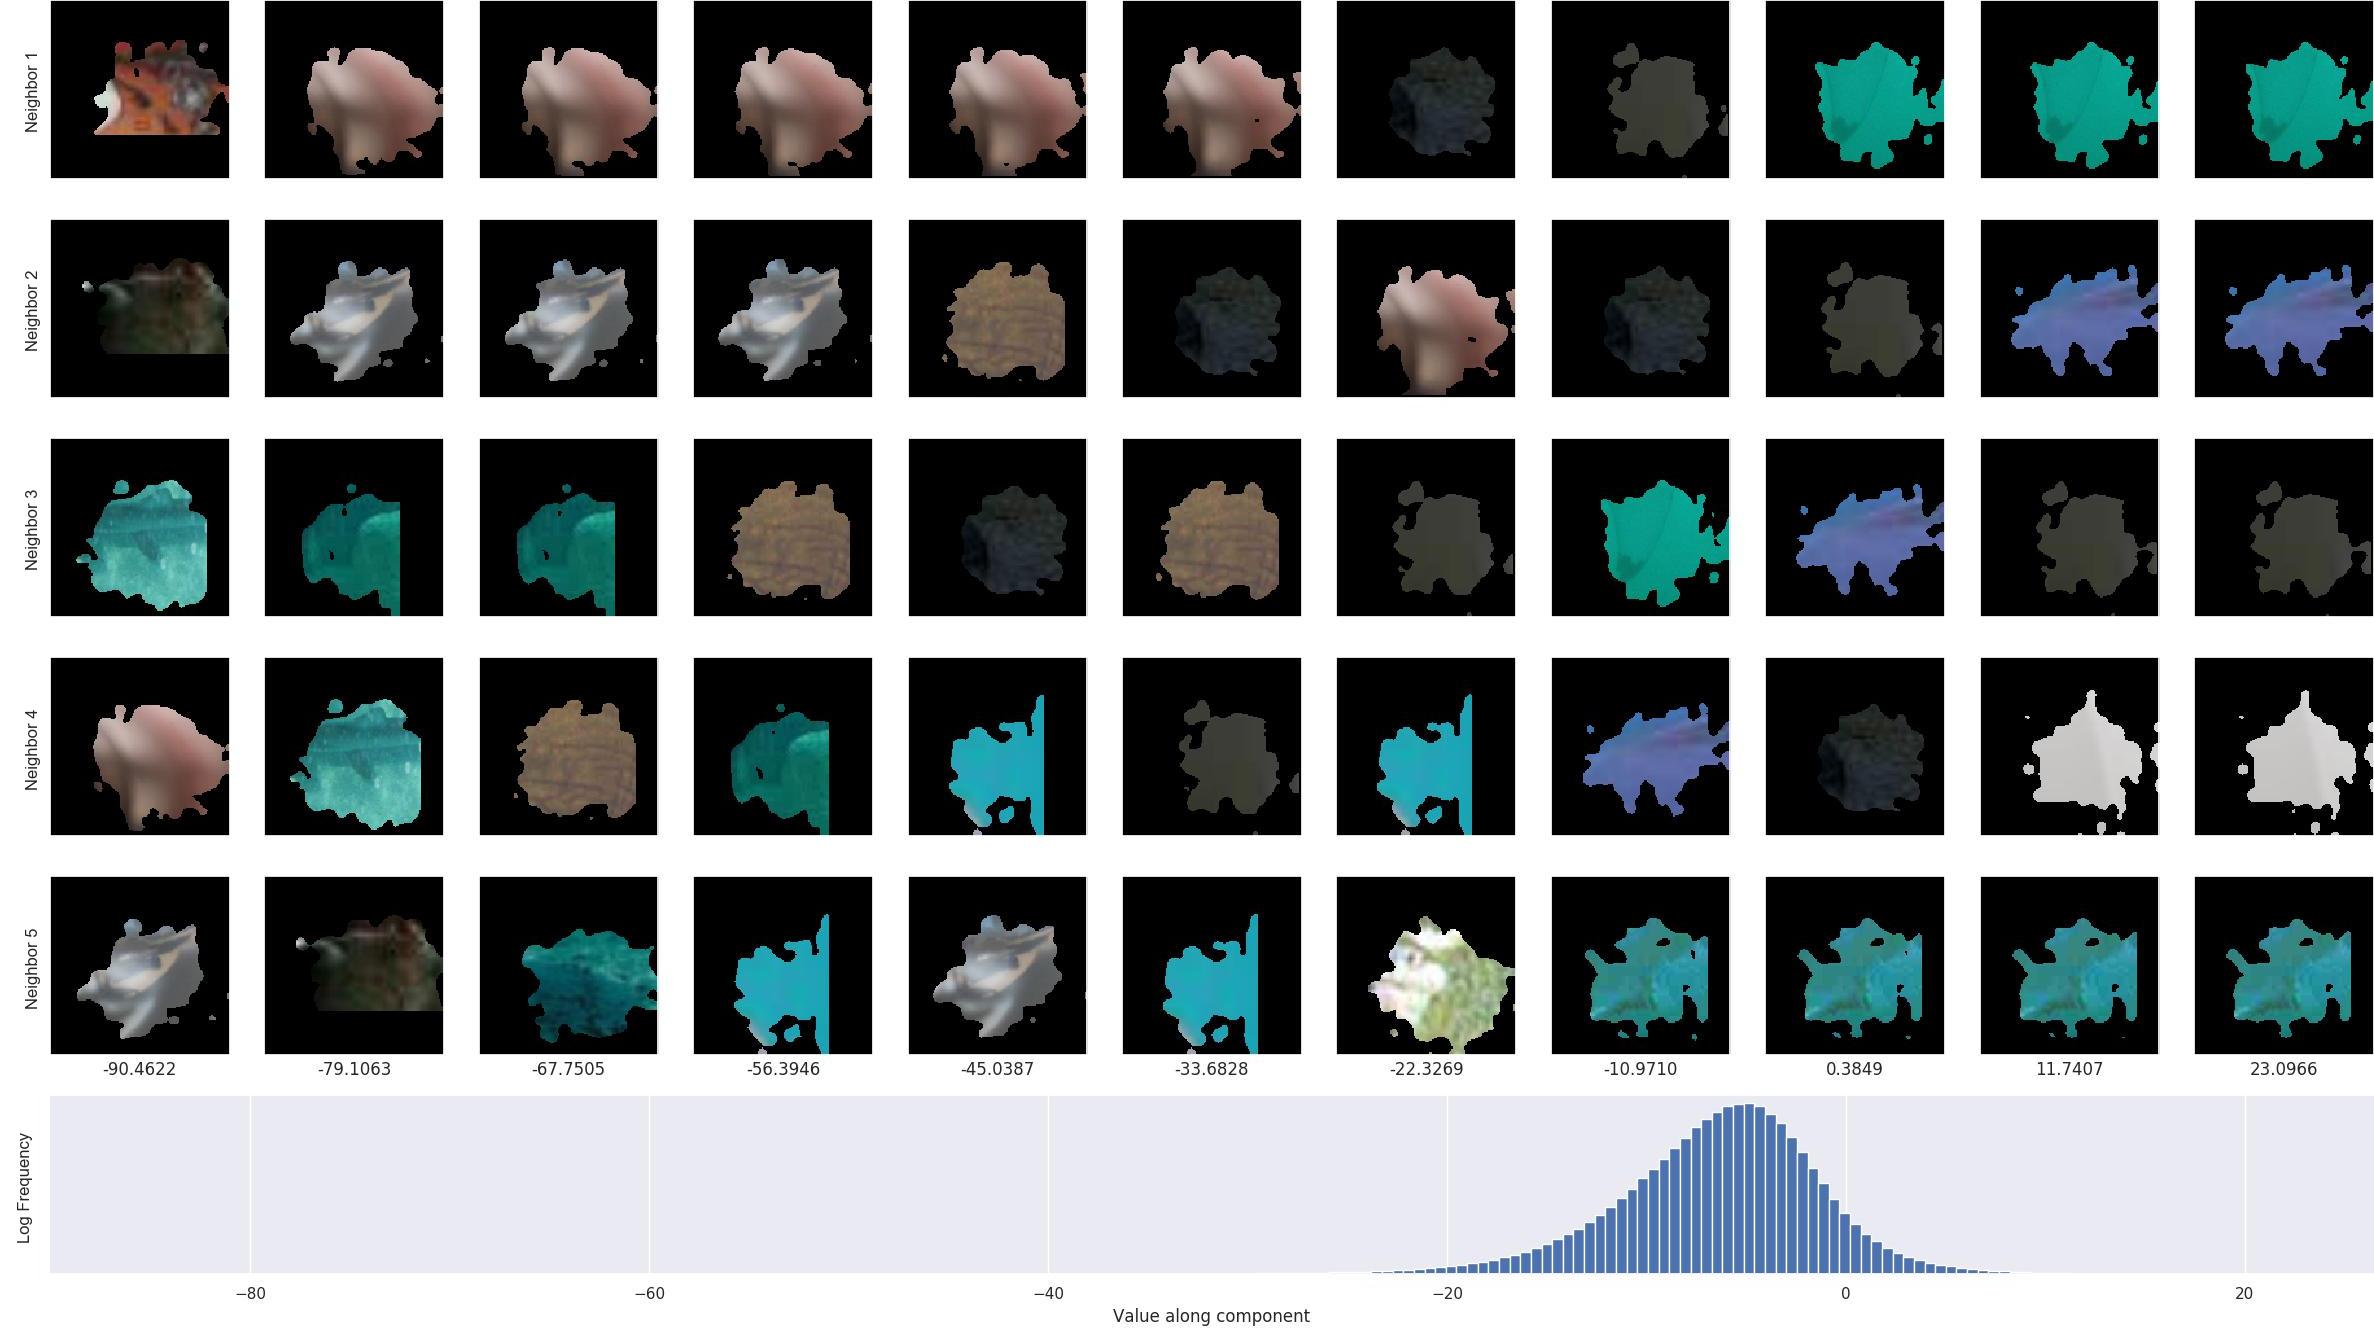 Neighbor 1
Neighbor 2
Neighbor 3
Neighbor 4
Neighbor 5
-90.4622 -79.1063 -67.7505 -56.3946 -45.0387 -33.6828 -22.3269 -10.9710 0.3849 11.7407 23.0966
Log Frequency
−80 −60 −40 −20 0 20
Value along component